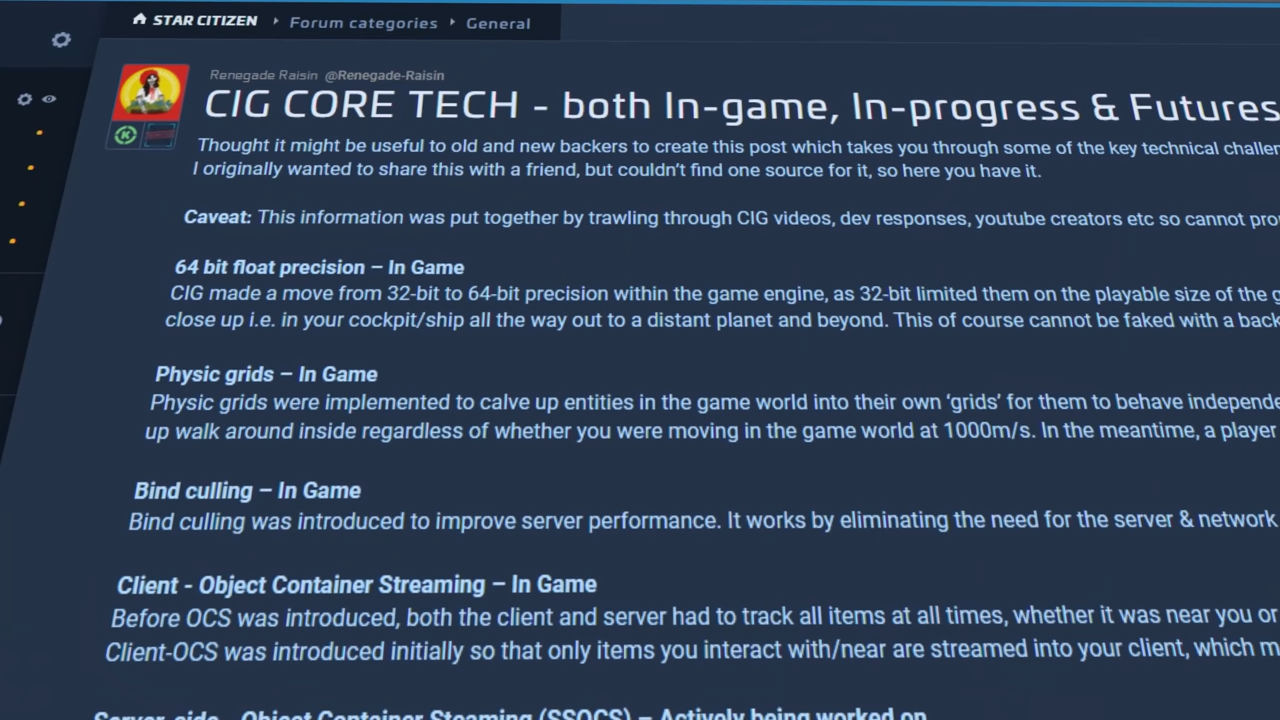 STAR CITIZEN Forum categories General
Renegade Raisin @Renegade-Raisin
CIG CORE TECH - both In-game, In-progress & Futures
Thought it might be useful to old and new backers to create this post which takes you through some of the key technical
I originally wanted to share this with a friend, but couldn't find one source for it, so here you have it.
Caveat: This information was put together by trawling through CIG videos, dev responses, youtube creators etc so cannot
64 bit float precision – In Game
CIG made a move from 32-bit to 64-bit precision within the game engine, as 32-bit limited them on the playable size of the
close up i.e. in your cockpit/ship all the way out to a distant planet and beyond. This of course cannot be faked with a
Physic grids – In Game
Physic grids were implemented to calve up entities in the game world into their own ‘grids’ for them to behave
up walk around inside regardless of whether you were moving in the game world at 1000m/s. In the meantime, a player
Bind culling – In Game
Bind culling was introduced to improve server performance. It works by eliminating the need for the server & network
Client - Object Container Streaming – In Game
Before OCS was introduced, both the client and server had to track all items at all times, whether it was near you or
Client-OCS was introduced initially so that only items you interact with/near are streamed into your client, which
Server-side - Object Container Steaming (SSOCS) – Actively being worked on